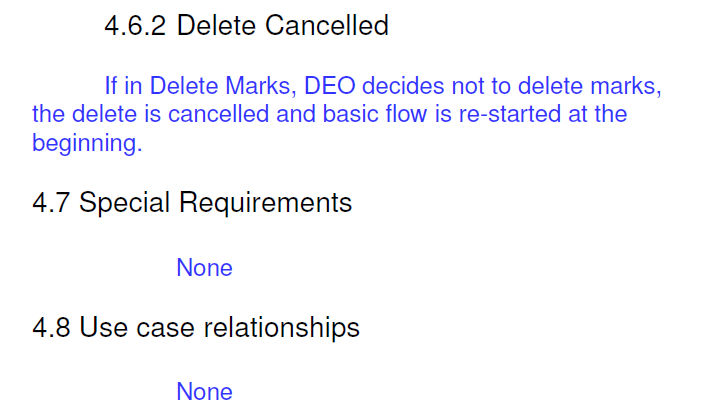 4.6.2 Delete Cancelled
If in Delete Marks, DEO decides not to delete marks,
the delete is cancelled and basic flow is re-started at the
beginning.
4.7 Special Requirements
None
4.8 Use case relationships
None